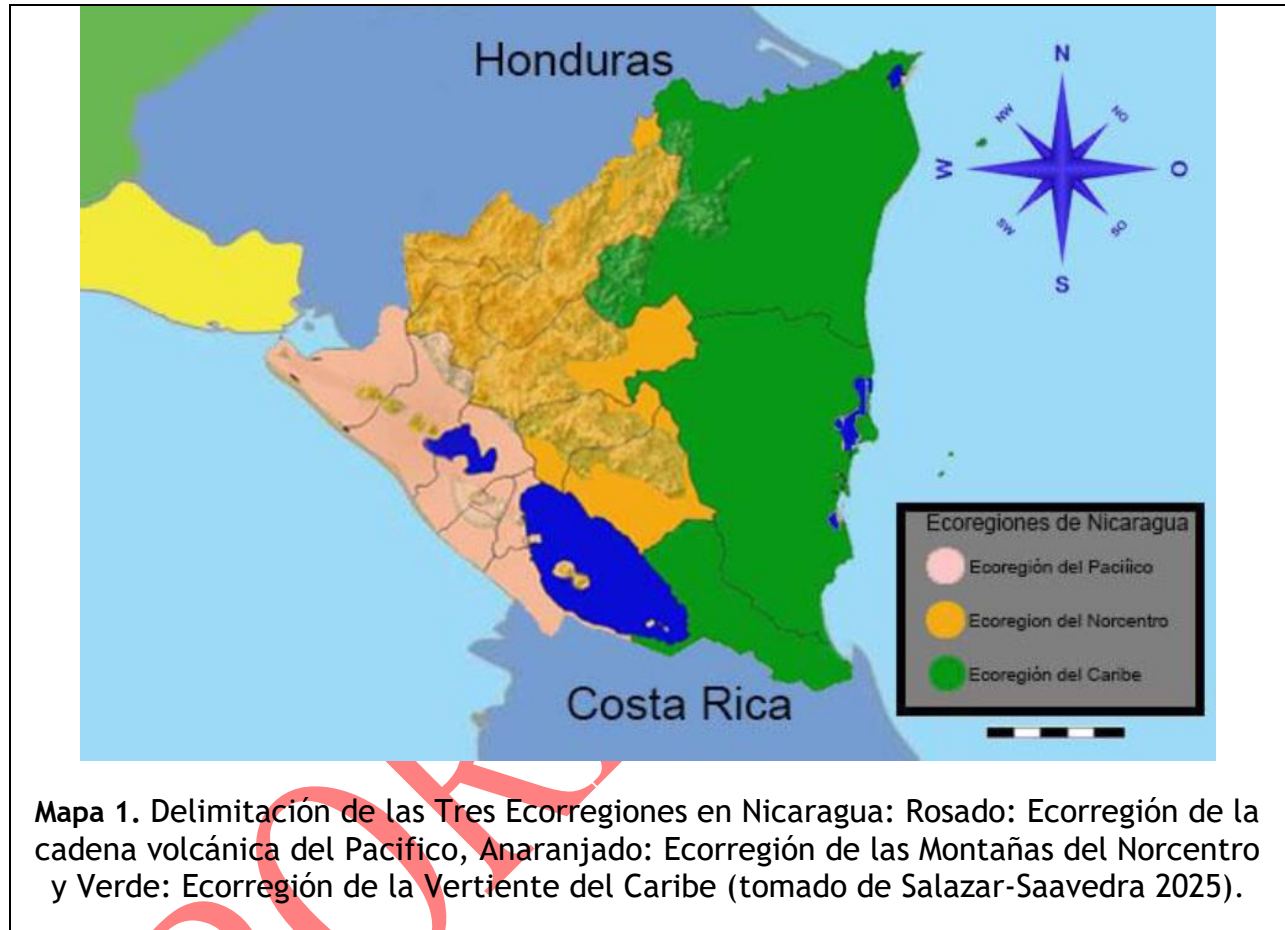 Honduras
N
NW
NO
W
O
SW
SO
S
Ecoregiones de Nicaragua
Ecoregión del Pacifico
Ecoregion del Norcentro
Ecoregión del Caribe
Costa Rica
Mapa 1. Delimitación de las Tres Ecorregiones en Nicaragua: Rosado: Ecorregión de la
cadena volcánica del Pacifico, Anaranjado: Ecorregión de las Montañas del Norcentro
y Verde: Ecorregión de la Vertiente del Caribe (tomado de Salazar-Saavedra 2025).